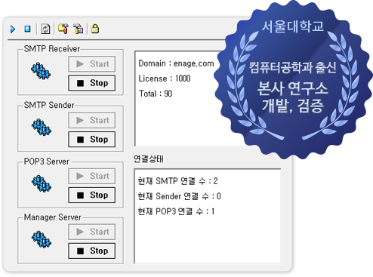 SMTP Receiver
Start
Stop
SMTP Sender
Start
Stop
POP3 Server
Start
Stop
Manager Server
Start
Stop
Domain : enage,com
License : 1000
Total : 90
연결상태
현재 SMTP 연결 수 : 2
현재 Sender 연결 수 : 0
현재 POP3 연결 수 : 1
서울대학교
컴퓨터공학과 출신
본사 연구소
개발, 검증